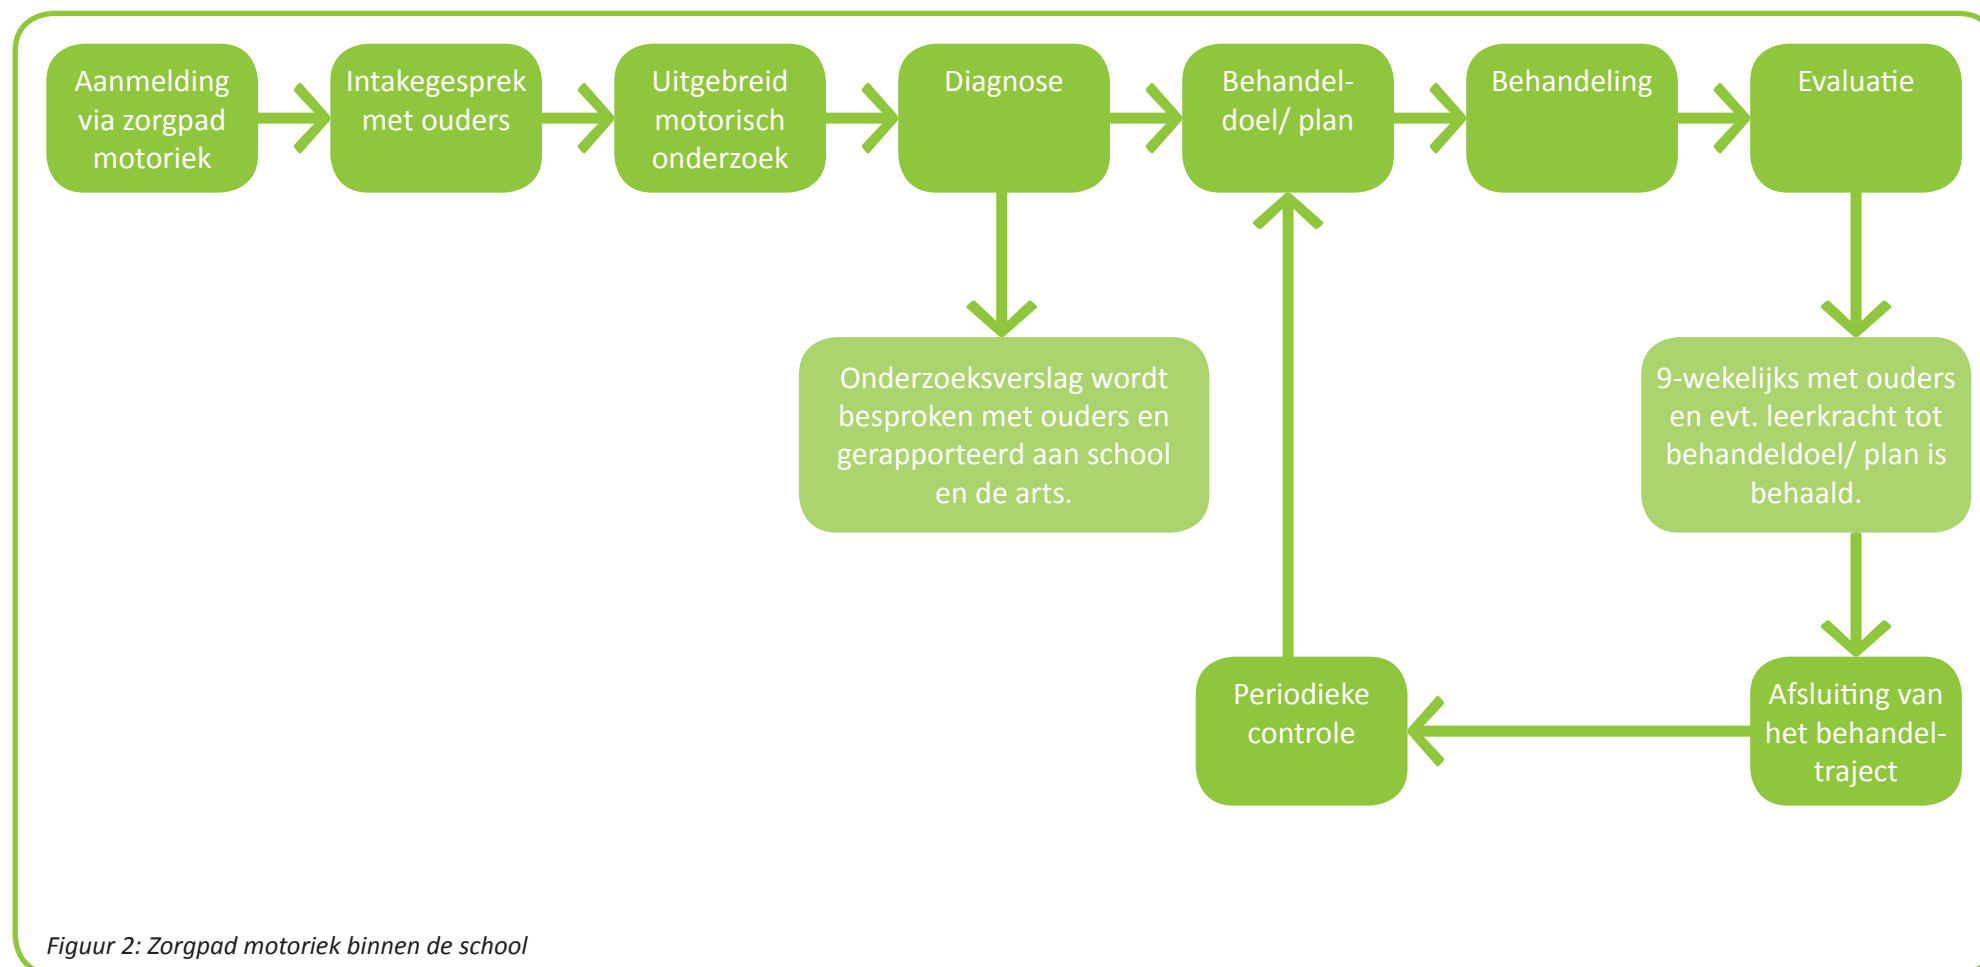 Aanmelding
via zorgpad
motoriek
Intakegesprek
met ouders
Uitgebreid
motorisch
onderzoek
Diagnose
Behandel-
doel/ plan
Behandeling
Evaluatie
Onderzoeksverslag wordt
besproken met ouders en
gerapporteerd aan school
en de arts.
9-wekelijks met ouders
en evt. leerkracht tot
behandeldoel/ plan is
behaald.
Periodieke
controle
Afsluiting van
het behandel-
traject
Figuur 2: Zorgpad motoriek binnen de school